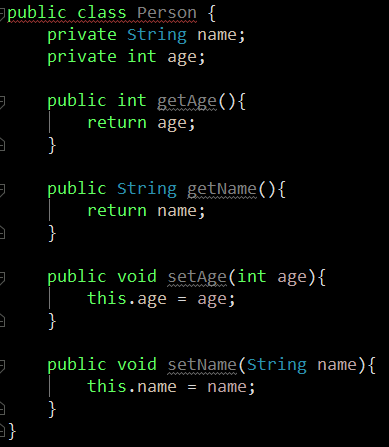 public class Person {
    private String name;
    private int age;

    public int getAge(){
        return age;
    }

    public String getName(){
        return name;
    }

    public void setAge(int age){
        this.age = age;
    }

    public void setName(String name){
        this.name = name;
    }
}